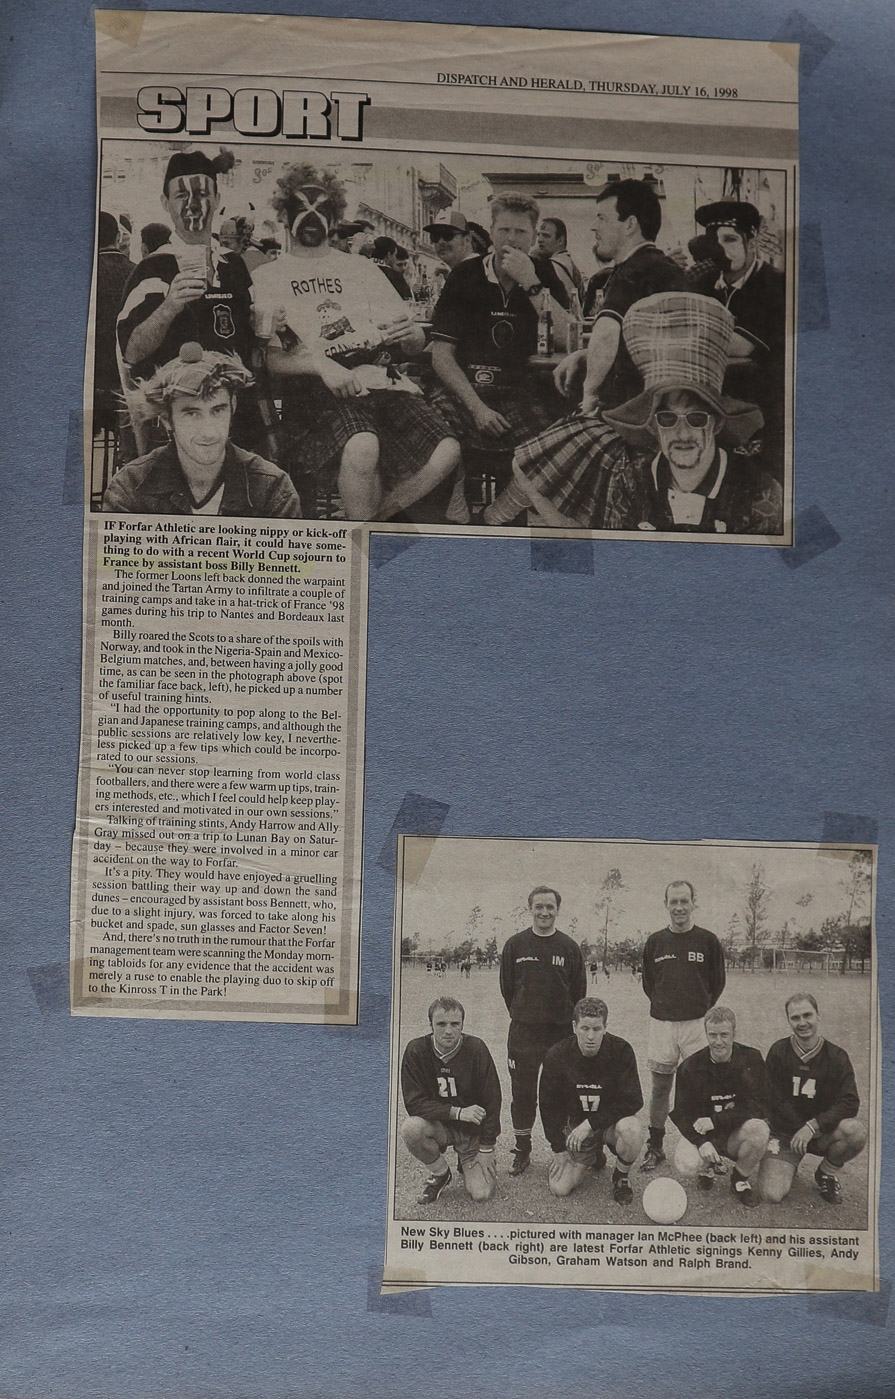 DISPATCH AND HERALD, THURSDAY, JULY 16, 1998
SPORT
ROTHES
IF Forfar Athletic are looking nippy or kick-off
playing with African flair, it could have some-
thing to do with a recent World Cup sojourn to
France by assistant boss Billy Bennett.
The former Loons left back donned the warpaint
and joined the Tartan Army to infiltrate a couple of
training camps and take in a hat-trick of France '98
games during his trip to Nantes and Bordeaux last
month.
Billy roared the Scots to a share of the spoils with
Norway, and took in the Nigeria-Spain and Mexico-
Belgium matches, and, between having a jolly good
time, as can be seen in the photograph above (spot
the familiar face back, left), he picked up a number
of useful training hints.
"I had the opportunity to pop along to the Bel-
gian and Japanese training camps, and although the
public sessions are relatively low key, I neverthe-
less picked up a few tips which could be incorpo-
rated to our sessions.
"You can never stop learning from world class
footballers, and there were a few warm up tips, train-
ing methods, etc., which I feel could help keep play-
ers interested and motivated in our own sessions."
Talking of training stints, Andy Harrow and Ally
Gray missed out on a trip to Lunan Bay on Satur-
day – because they were involved in a minor car
accident on the way to Forfar.
It's a pity. They would have enjoyed a gruelling
session battling their way up and down the sand
dunes – encouraged by assistant boss Bennett, who,
due to a slight injury, was forced to take along his
bucket and spade, sun glasses and Factor Seven!
And, there's no truth in the rumour that the Forfar
management team were scanning the Monday morn-
ing tabloids for any evidence that the accident was
merely a ruse to enable the playing duo to skip off
to the Kinross T in the Park!
IM
BB
IM
21
17
14
New Sky Blues . . . . pictured with manager Ian McPhee (back left) and his assistant
Billy Bennett (back right) are latest Forfar Athletic signings Kenny Gillies, Andy
Gibson, Graham Watson and Ralph Brand.